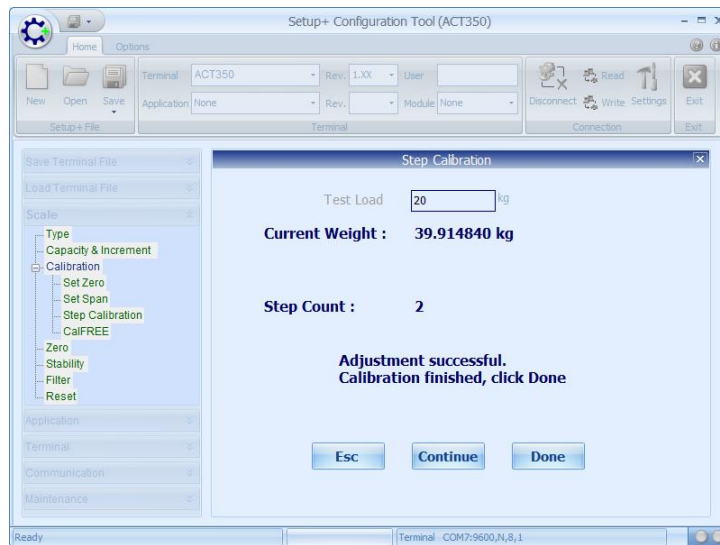 Setup+ Configuration Tool (ACT350)
Home Options
New Open Save
Setup+ File
Terminal ACT350 Rev. 1.XX User
Application None Rev. Module None
Terminal
Disconnect Read Write Settings
Connection
Exit
Exit
Save Terminal File
Load Terminal File
Scale
Type
Capacity & Increment
Calibration
Set Zero
Set Span
Step Calibration
CalFREE
Zero
Stability
Filter
Reset
Application
Terminal
Communication
Maintenance
Step Calibration
Test Load 20 kg
Current Weight : 39.914840 kg
Step Count : 2
Adjustment successful.
Calibration finished, click Done
Esc Continue Done
Ready Terminal COM7:9600,N,8,1